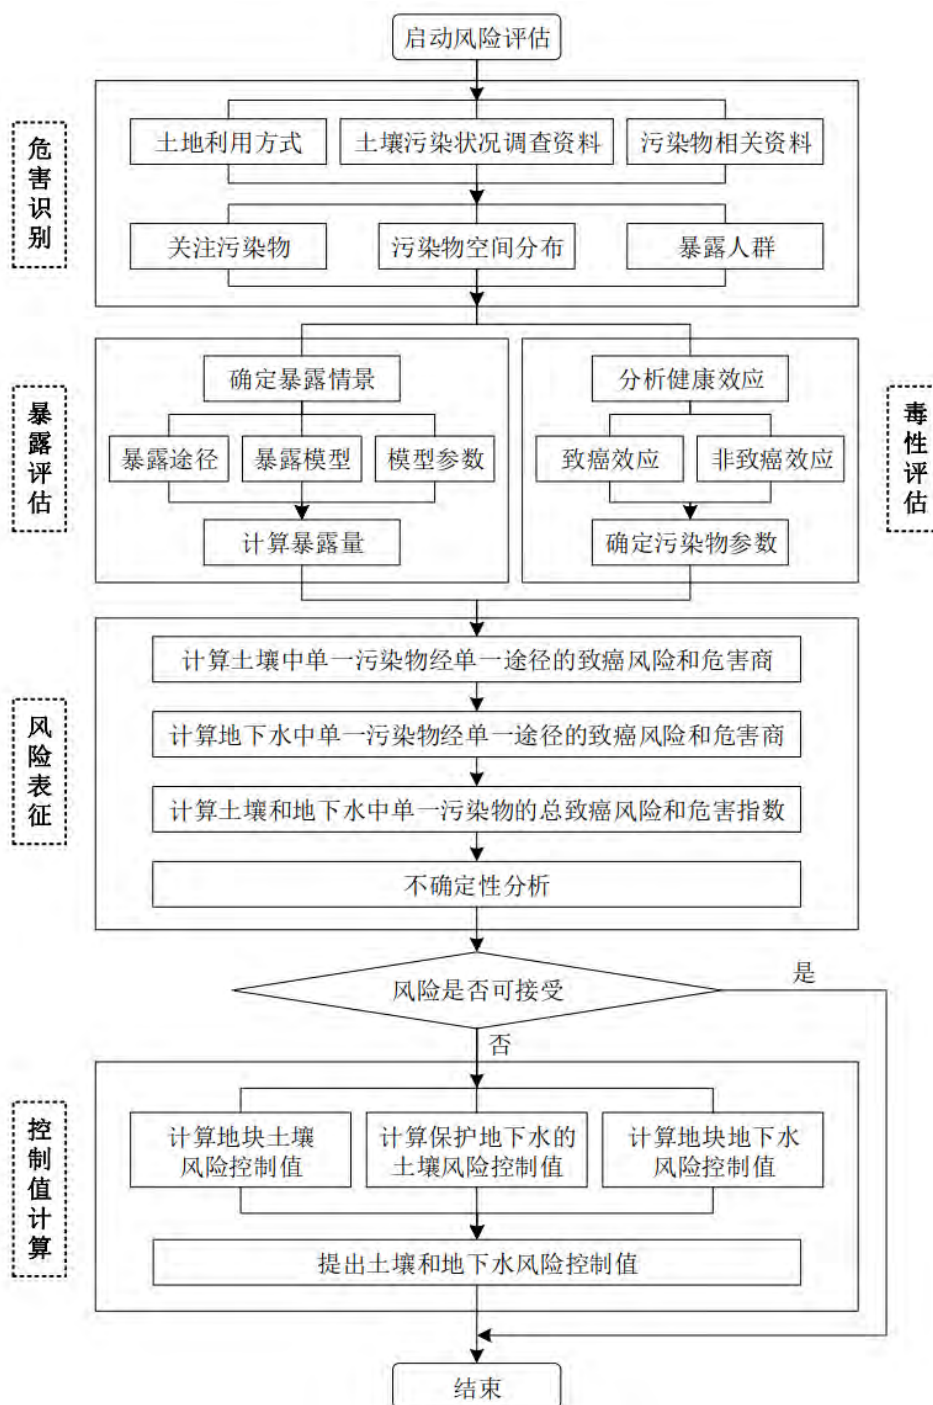 启动风险评估
危害识别
土地利用方式
土壤污染状况调查资料
污染物相关资料
关注污染物
污染物空间分布
暴露人群
暴露评估
确定暴露情景
暴露途径
暴露模型
模型参数
计算暴露量
毒性评估
分析健康效应
致癌效应
非致癌效应
确定污染物参数
风险表征
计算土壤中单一污染物经单一途径的致癌风险和危害商
计算地下水中单一污染物经单一途径的致癌风险和危害商
计算土壤和地下水中单一污染物的总致癌风险和危害指数
不确定性分析
风险是否可接受
是
否
控制值计算
计算地块土壤
风险控制值
计算保护地下水的
土壤风险控制值
计算地块地下水
风险控制值
提出土壤和地下水风险控制值
结束